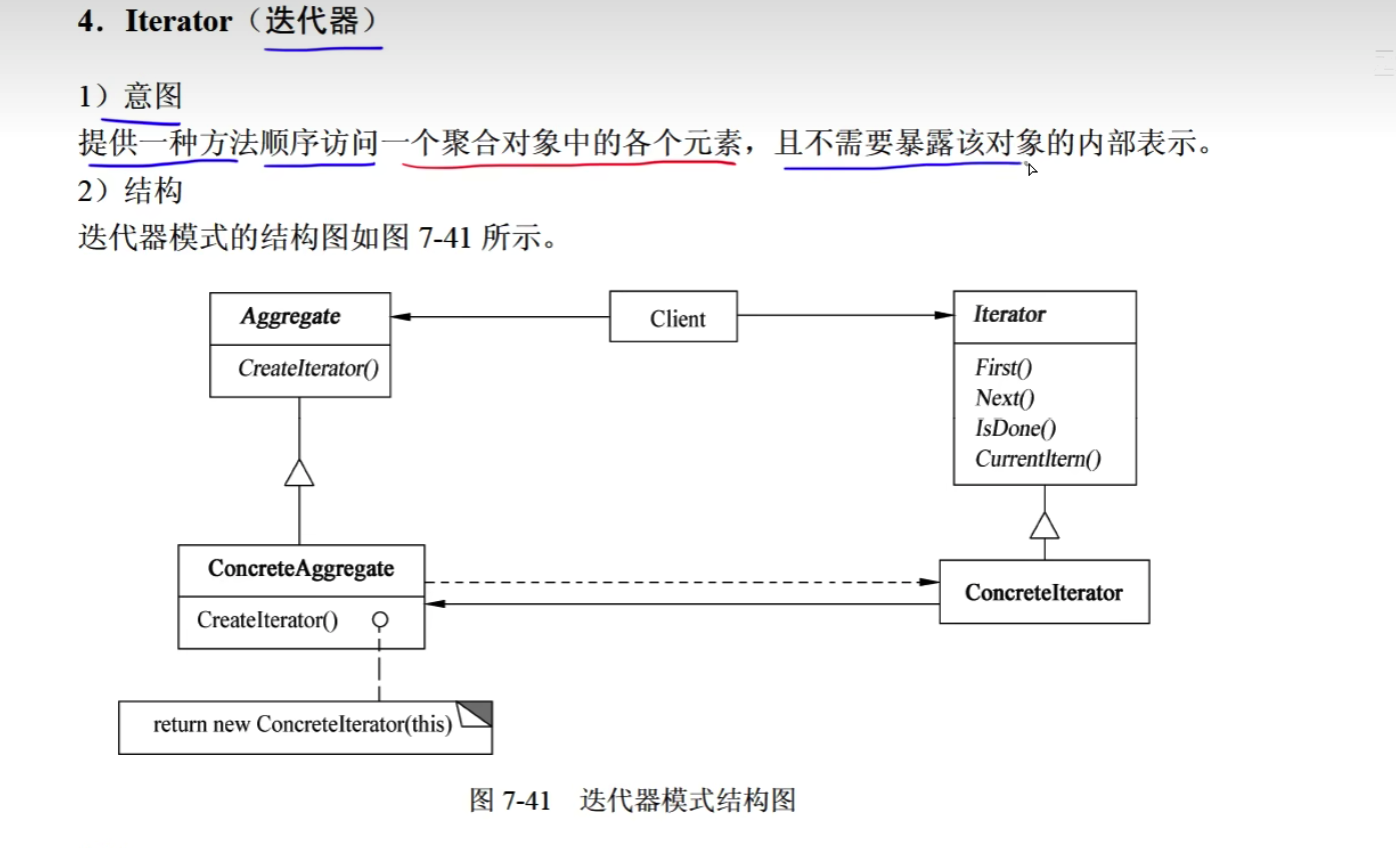 4．Iterator（迭代器）
1）意图
提供一种方法顺序访问一个聚合对象中的各个元素，且不需要暴露该对象的内部表示。
2）结构
迭代器模式的结构图如图 7-41 所示。
Aggregate
CreateIterator()
Client
Iterator
First()
Next()
IsDone()
CurrentItern()
ConcreteAggregate
CreateIterator()
ConcreteIterator
return new ConcreteIterator(this)
图 7-41　迭代器模式结构图